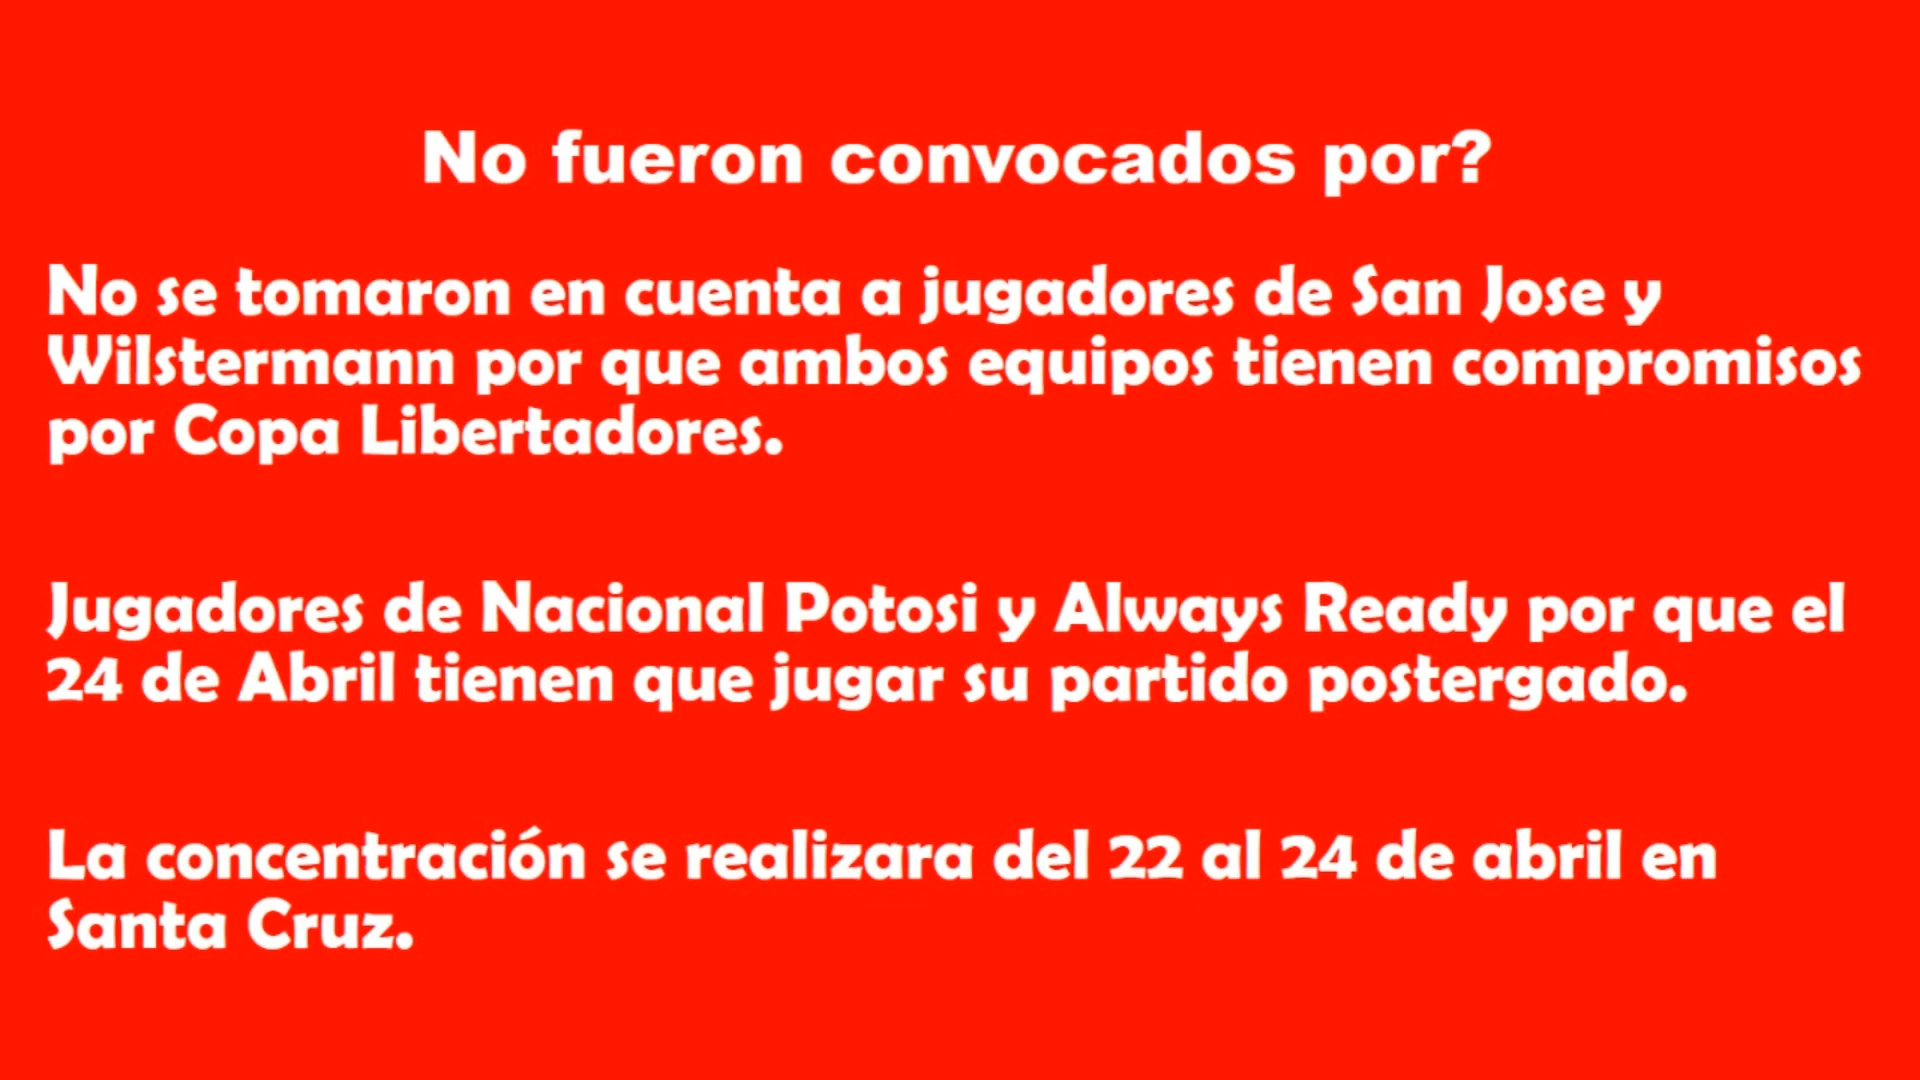 No fueron convocados por?
No se tomaron en cuenta a jugadores de San Jose y
Wilstermann por que ambos equipos tienen compromisos
por Copa Libertadores.
Jugadores de Nacional Potosi y Always Ready por que el
24 de Abril tienen que jugar su partido postergado.
La concentración se realizara del 22 al 24 de abril en
Santa Cruz.